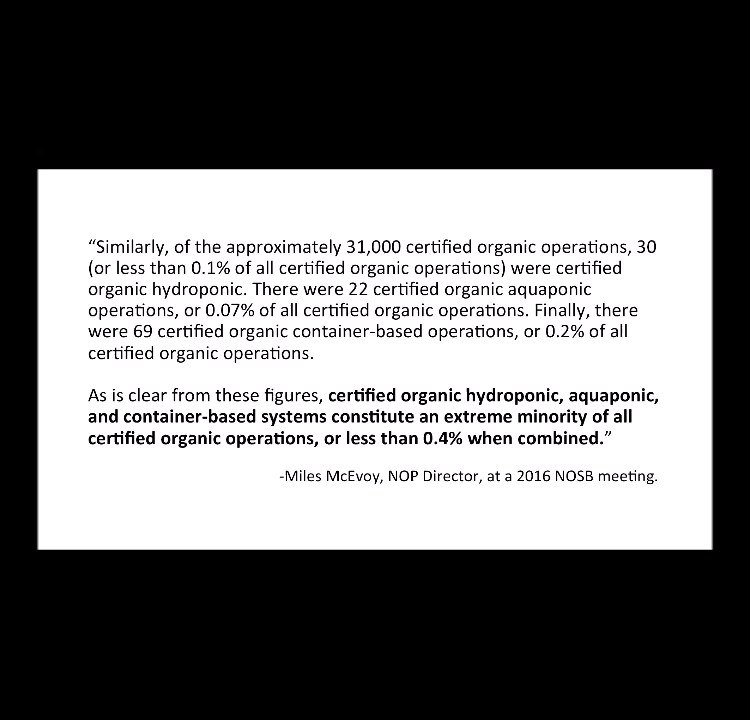 “Similarly, of the approximately 31,000 certified organic operations, 30
(or less than 0.1% of all certified organic operations) were certified
organic hydroponic. There were 22 certified organic aquaponic
operations, or 0.07% of all certified organic operations. Finally, there
were 69 certified organic container-based operations, or 0.2% of all
certified organic operations.
As is clear from these figures, certified organic hydroponic, aquaponic,
and container-based systems constitute an extreme minority of all
certified organic operations, or less than 0.4% when combined.”
-Miles McEvoy, NOP Director, at a 2016 NOSB meeting.